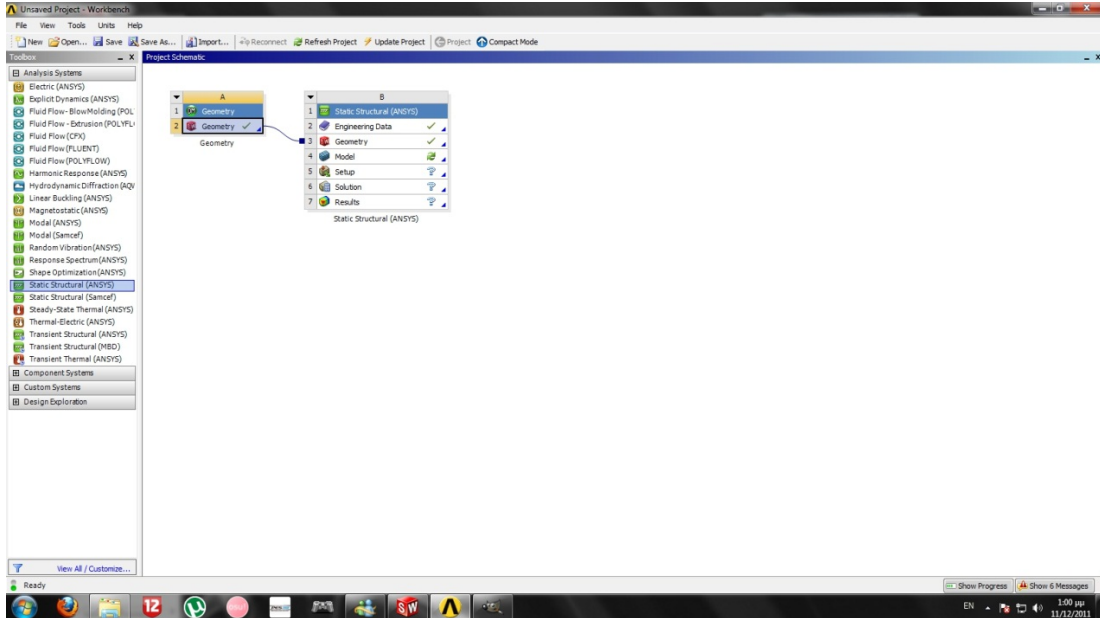 Unsaved Project - Workbench
File View Tools Units Help
New Open... Save Save As... Import... Reconnect Refresh Project Update Project Project Compact Mode
Toolbox
Project Schematic
Analysis Systems
Electric (ANSYS)
Explicit Dynamics (ANSYS)
Fluid Flow - BlowMolding (POL
Fluid Flow - Extrusion (POLYFL
Fluid Flow (CFX)
Fluid Flow (FLUENT)
Fluid Flow (POLYFLOW)
Harmonic Response (ANSYS)
Hydrodynamic Diffraction (AQW
Linear Buckling (ANSYS)
Magnetostatic (ANSYS)
Modal (ANSYS)
Modal (Samcef)
Random Vibration (ANSYS)
Response Spectrum (ANSYS)
Shape Optimization (ANSYS)
Static Structural (ANSYS)
Static Structural (Samcef)
Steady-State Thermal (ANSYS)
Thermal-Electric (ANSYS)
Transient Structural (ANSYS)
Transient Structural (MBD)
Transient Thermal (ANSYS)
Component Systems
Custom Systems
Design Exploration
View All / Customize...
A
1 Geometry
2 Geometry
Geometry
B
1 Static Structural (ANSYS)
2 Engineering Data
3 Geometry
4 Model
5 Setup
6 Solution
7 Results
Static Structural (ANSYS)
Ready
Show Progress Show 6 Messages
12
SW
EN
1:00 μμ
11/12/2011